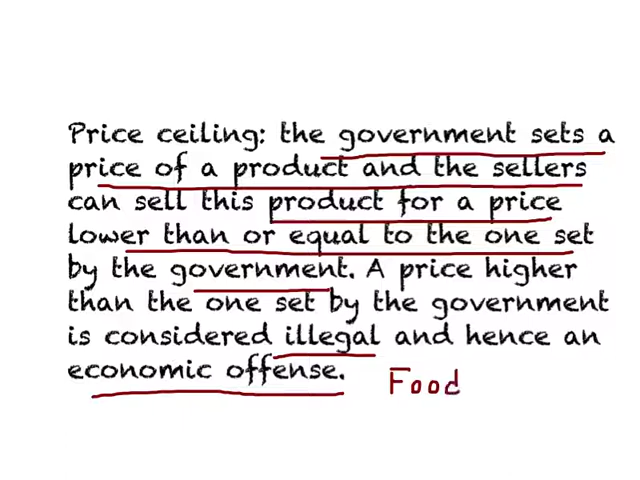 Price ceiling: the government sets a
price of a product and the sellers
can sell this product for a price
lower than or equal to the one set
by the government. A price higher
than the one set by the government
is considered illegal and hence an
economic offense.
Food